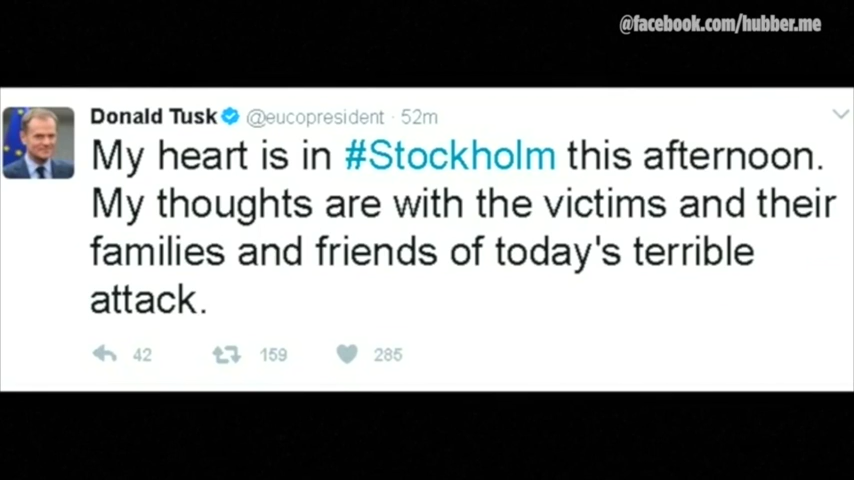 @facebook.com/hubber.me
Donald Tusk @eucopresident · 52m
My heart is in #Stockholm this afternoon.
My thoughts are with the victims and their
families and friends of today's terrible
attack.
42 159 285